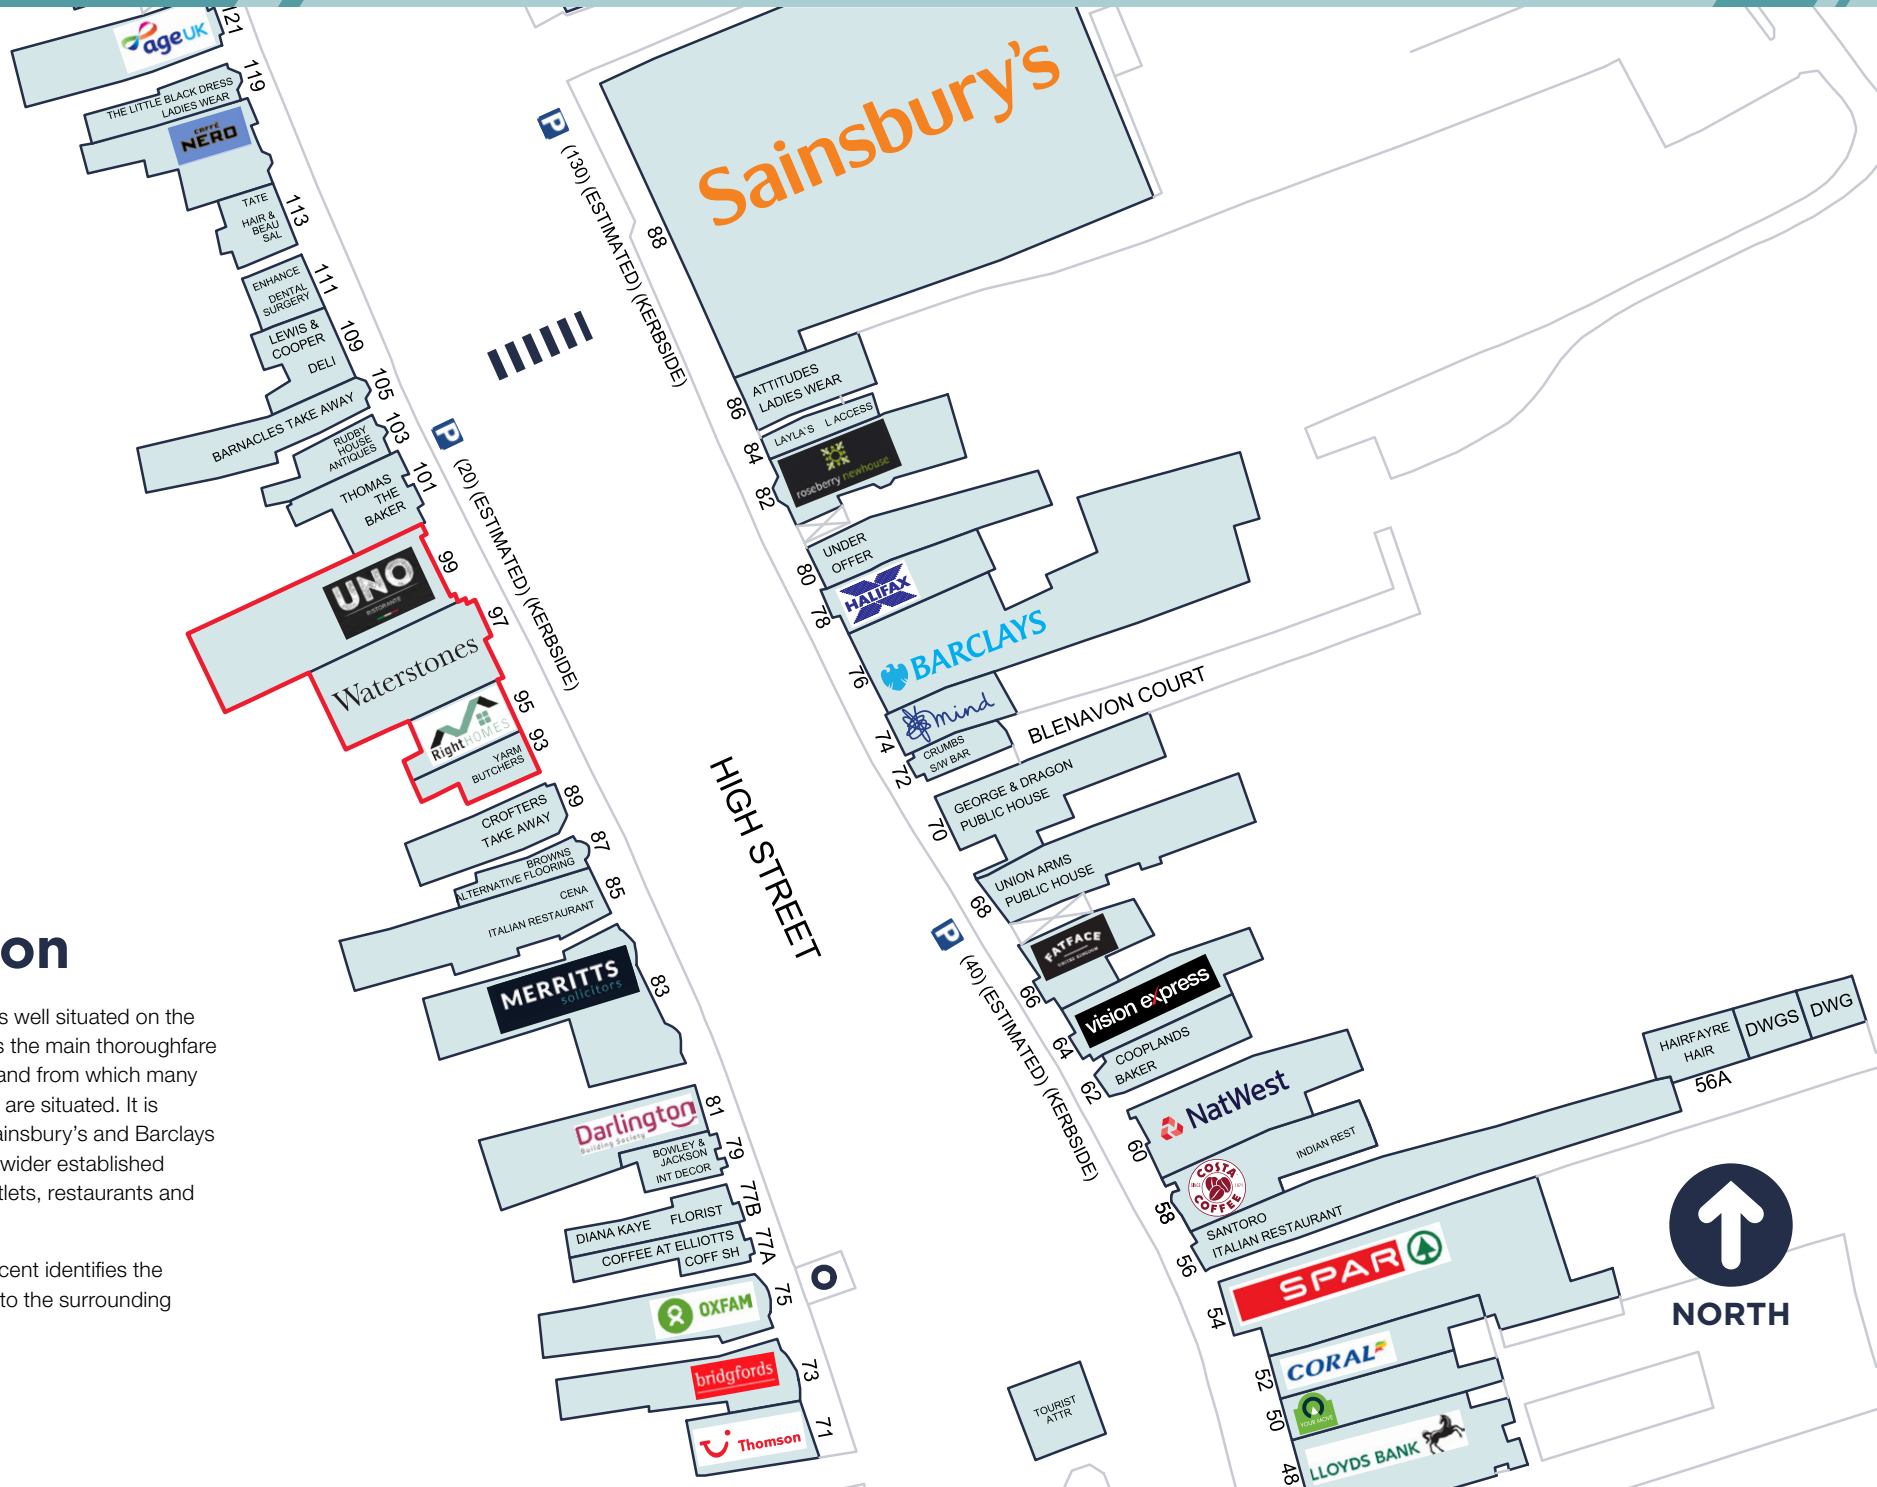 ageUK
121
119
THE LITTLE BLACK DRESS
LADIES WEAR
CAFFÈ
NERO
TATE
HAIR &
BEAU
SAL
113
ENHANCE
DENTAL
SURGERY
111
LEWIS &
COOPER
DELI
109
105
BARNACLES TAKE AWAY
103
RUDBY
HOUSE
ANTIQUES
101
THOMAS
THE
BAKER
99
UNO
RISTORANTE
97
Waterstones
95
RightHOMES
93
YARM
BUTCHERS
89
CROFTERS
TAKE AWAY
87
BROWNS
ALTERNATIVE FLOORING
85
CENA
ITALIAN RESTAURANT
MERRITTS
solicitors
83
Darlington
Building Society
81
BOWLEY &
JACKSON
INT DECOR
79
DIANA KAYE FLORIST
77B
COFFEE AT ELLIOTTS
COFF SH
77A
OXFAM
75
bridgfords
73
Thomson
71
P
(20) (ESTIMATED) (KERBSIDE)
P
(130) (ESTIMATED) (KERBSIDE)
HIGH STREET
P
(40) (ESTIMATED) (KERBSIDE)
TOURIST
ATTR
Sainsbury's
88
ATTITUDES
LADIES WEAR
86
LAYLA'S L ACCESS
84
roseberry newhouse
82
UNDER
OFFER
80
HALIFAX
78
BARCLAYS
76
mind
74
CRUMBS
S/W BAR
72
BLENAVON COURT
GEORGE & DRAGON
PUBLIC HOUSE
70
UNION ARMS
PUBLIC HOUSE
68
FATFACE
UNITED KINGDOM
66
vision express
64
COOPLANDS
BAKER
62
NatWest
60
COSTA
COFFEE
INDIAN REST
58
SANTORO
ITALIAN RESTAURANT
56
HAIRFAYRE
HAIR
DWGS
DWG
56A
SPAR
54
CORAL
52
YOUR MOVE
50
LLOYDS BANK
48
NORTH
on
s well situated on the
s the main thoroughfare
and from which many
are situated. It is
ainsbury's and Barclays
wider established
tlets, restaurants and
cent identifies the
to the surrounding